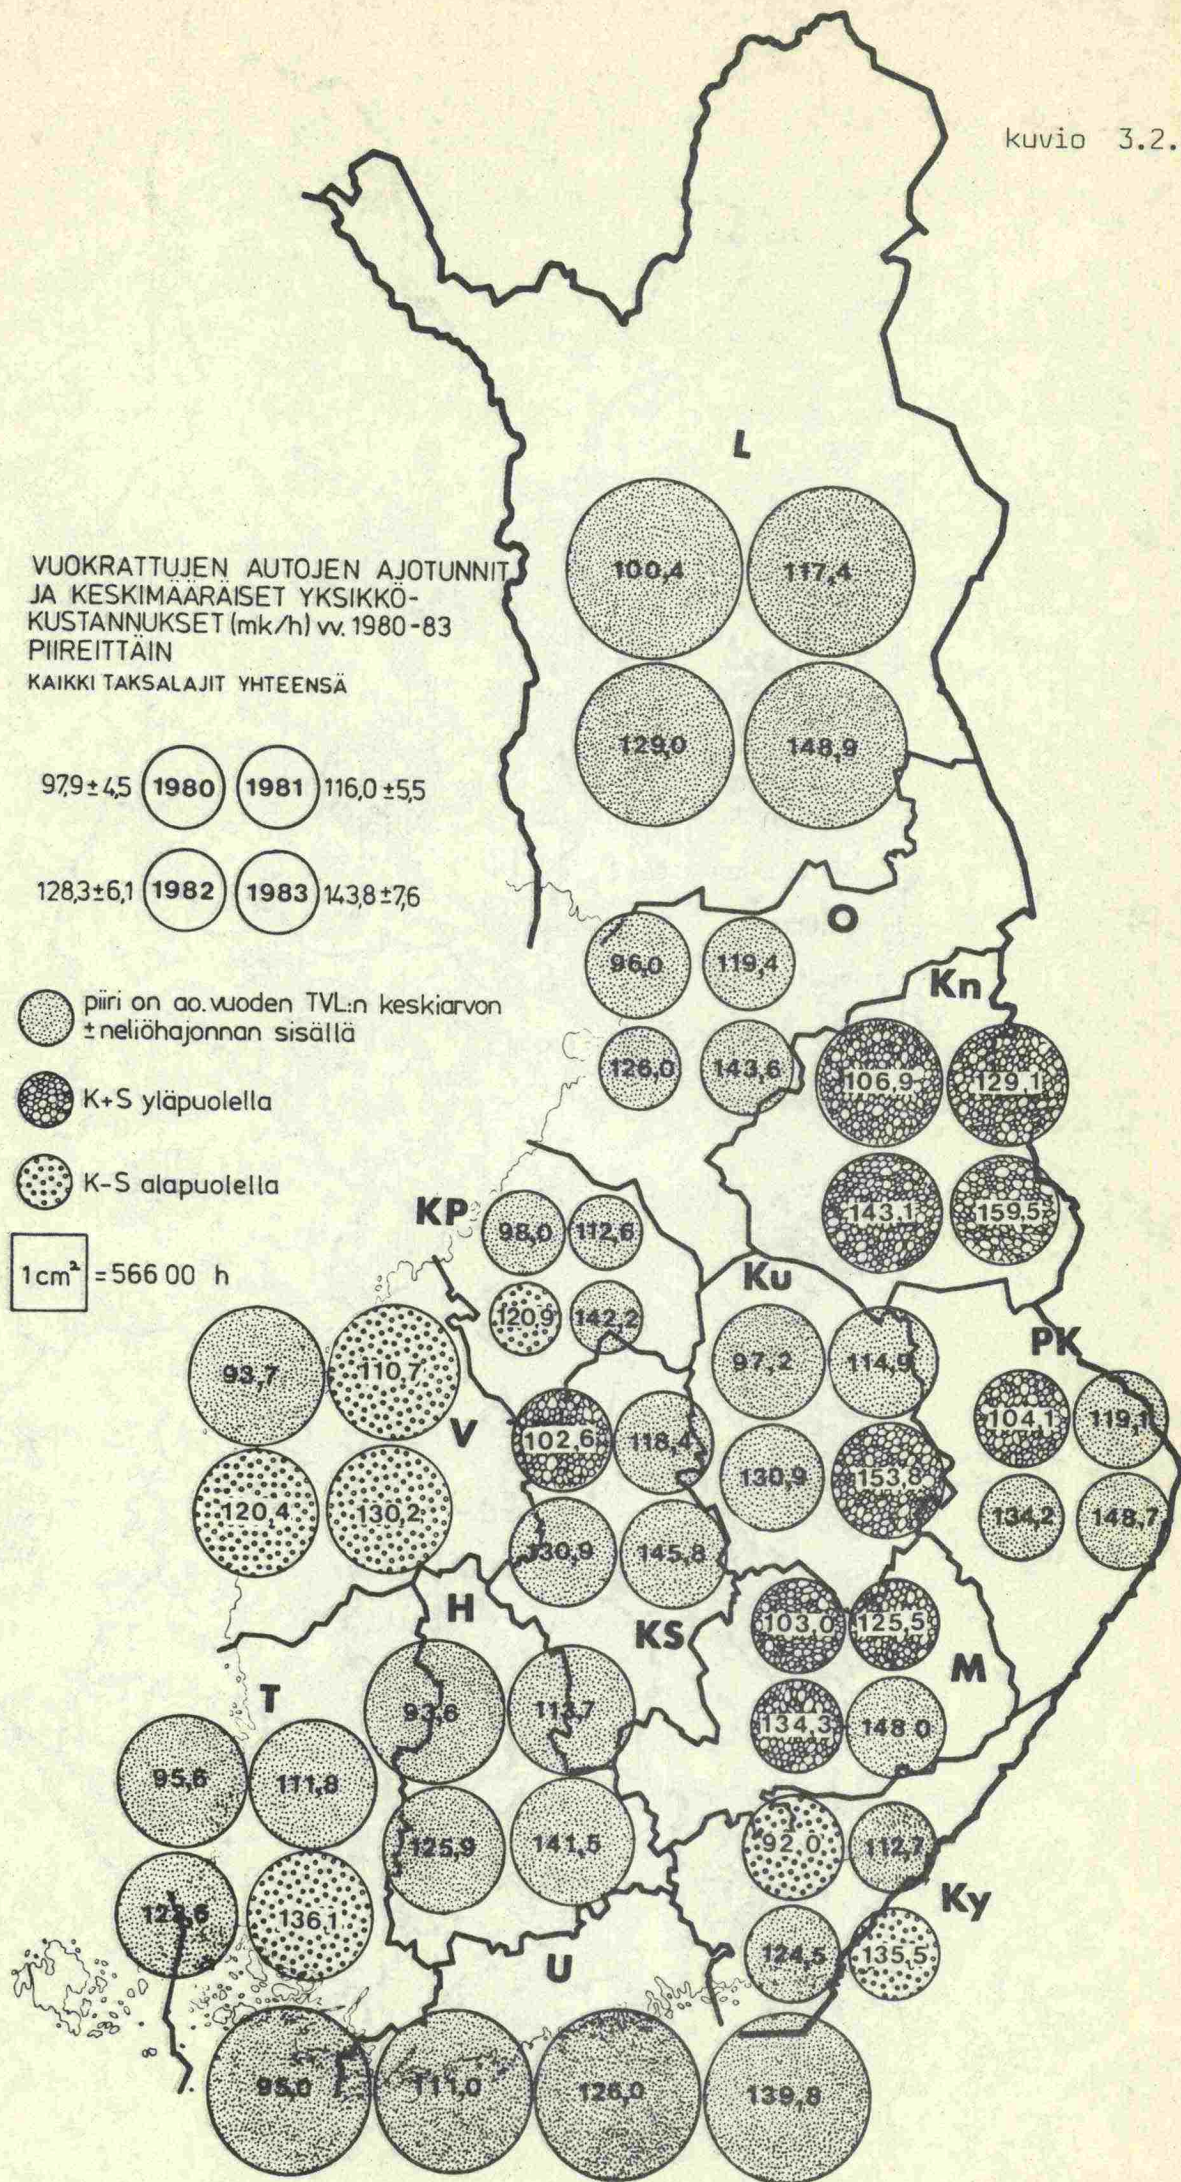 kuvio 3.2.
L
100,4 117,4
129,0 148,9
VUOKRATTUJEN AUTOJEN AJOTUNNIT
JA KESKIMÄÄRÄISET YKSIKKÖ-
KUSTANNUKSET (mk/h) vv. 1980-83
PIIREITTÄIN
KAIKKI TAKSALAJIT YHTEENSÄ
97,9 ± 4,5 1980 1981 116,0 ± 5,5
128,3 ± 6,1 1982 1983 143,8 ± 7,6
piiri on ao. vuoden TVL:n keskiarvon
± neliöhajonnan sisällä
K+S yläpuolella
K-S alapuolella
1cm² = 566 00 h
O
96,0 119,4
126,0 143,6
Kn
106,9 129,1
143,1 159,5
KP
98,0 112,6
120,9 142,2
Ku
97,2 114,9
130,9 153,8
PK
104,1 119,1
134,2 148,7
V
93,7 110,7
120,4 130,2
102,6 118,4
130,9 145,8
KS
H
93,6 113,7
125,9 141,5
M
103,0 125,5
134,3 148,0
T
95,6 111,8
136,1
Ky
92,0 112,7
124,5 135,5
U
95,0 111,0 126,0 139,8